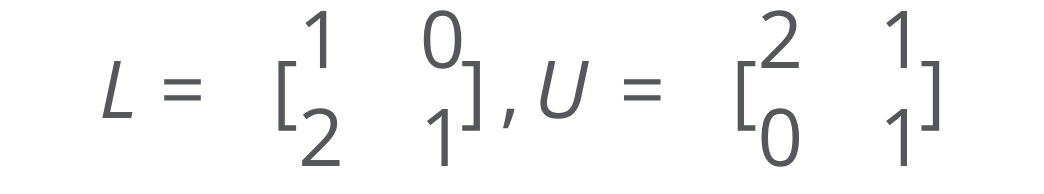 L = [1 0
2 1], U = [2 1
0 1]